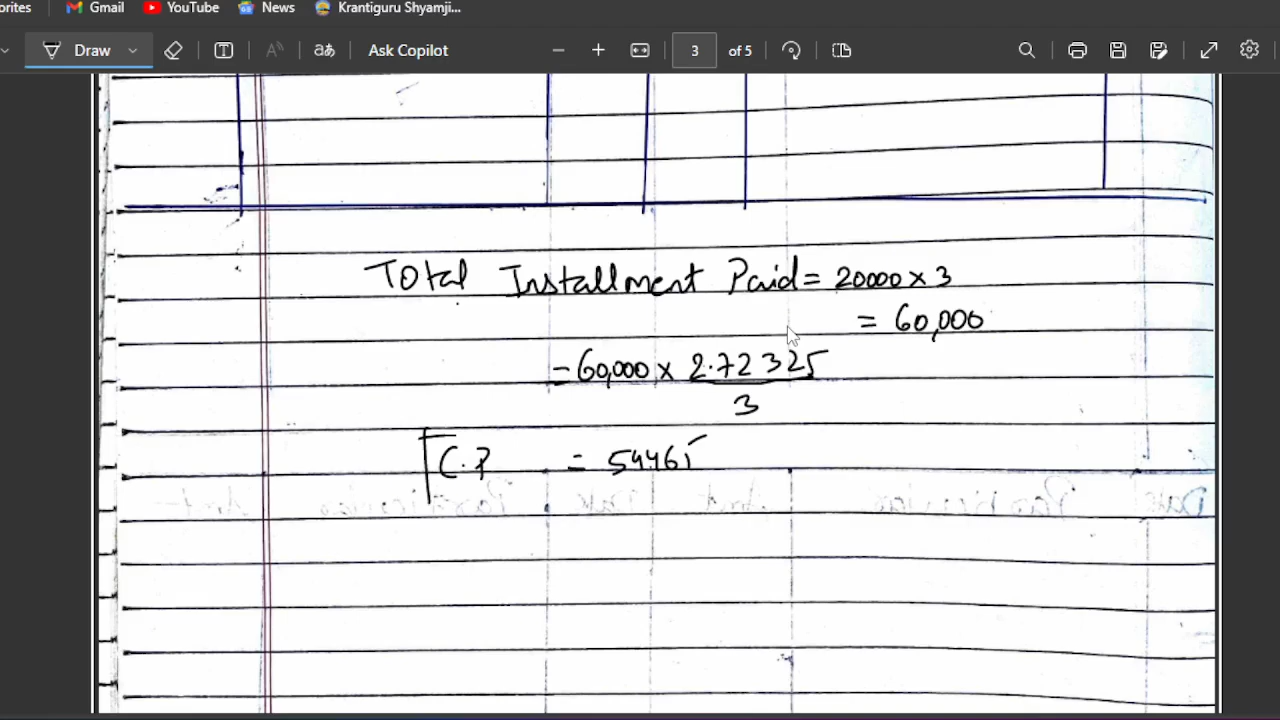 orites Gmail YouTube News Krantiguru Shyamji...
Draw Ask Copilot 3 of 5
Total Installment Paid = 20000 x 3
= 60,000
= 60,000 x 2.72325
3
C.P = 54465